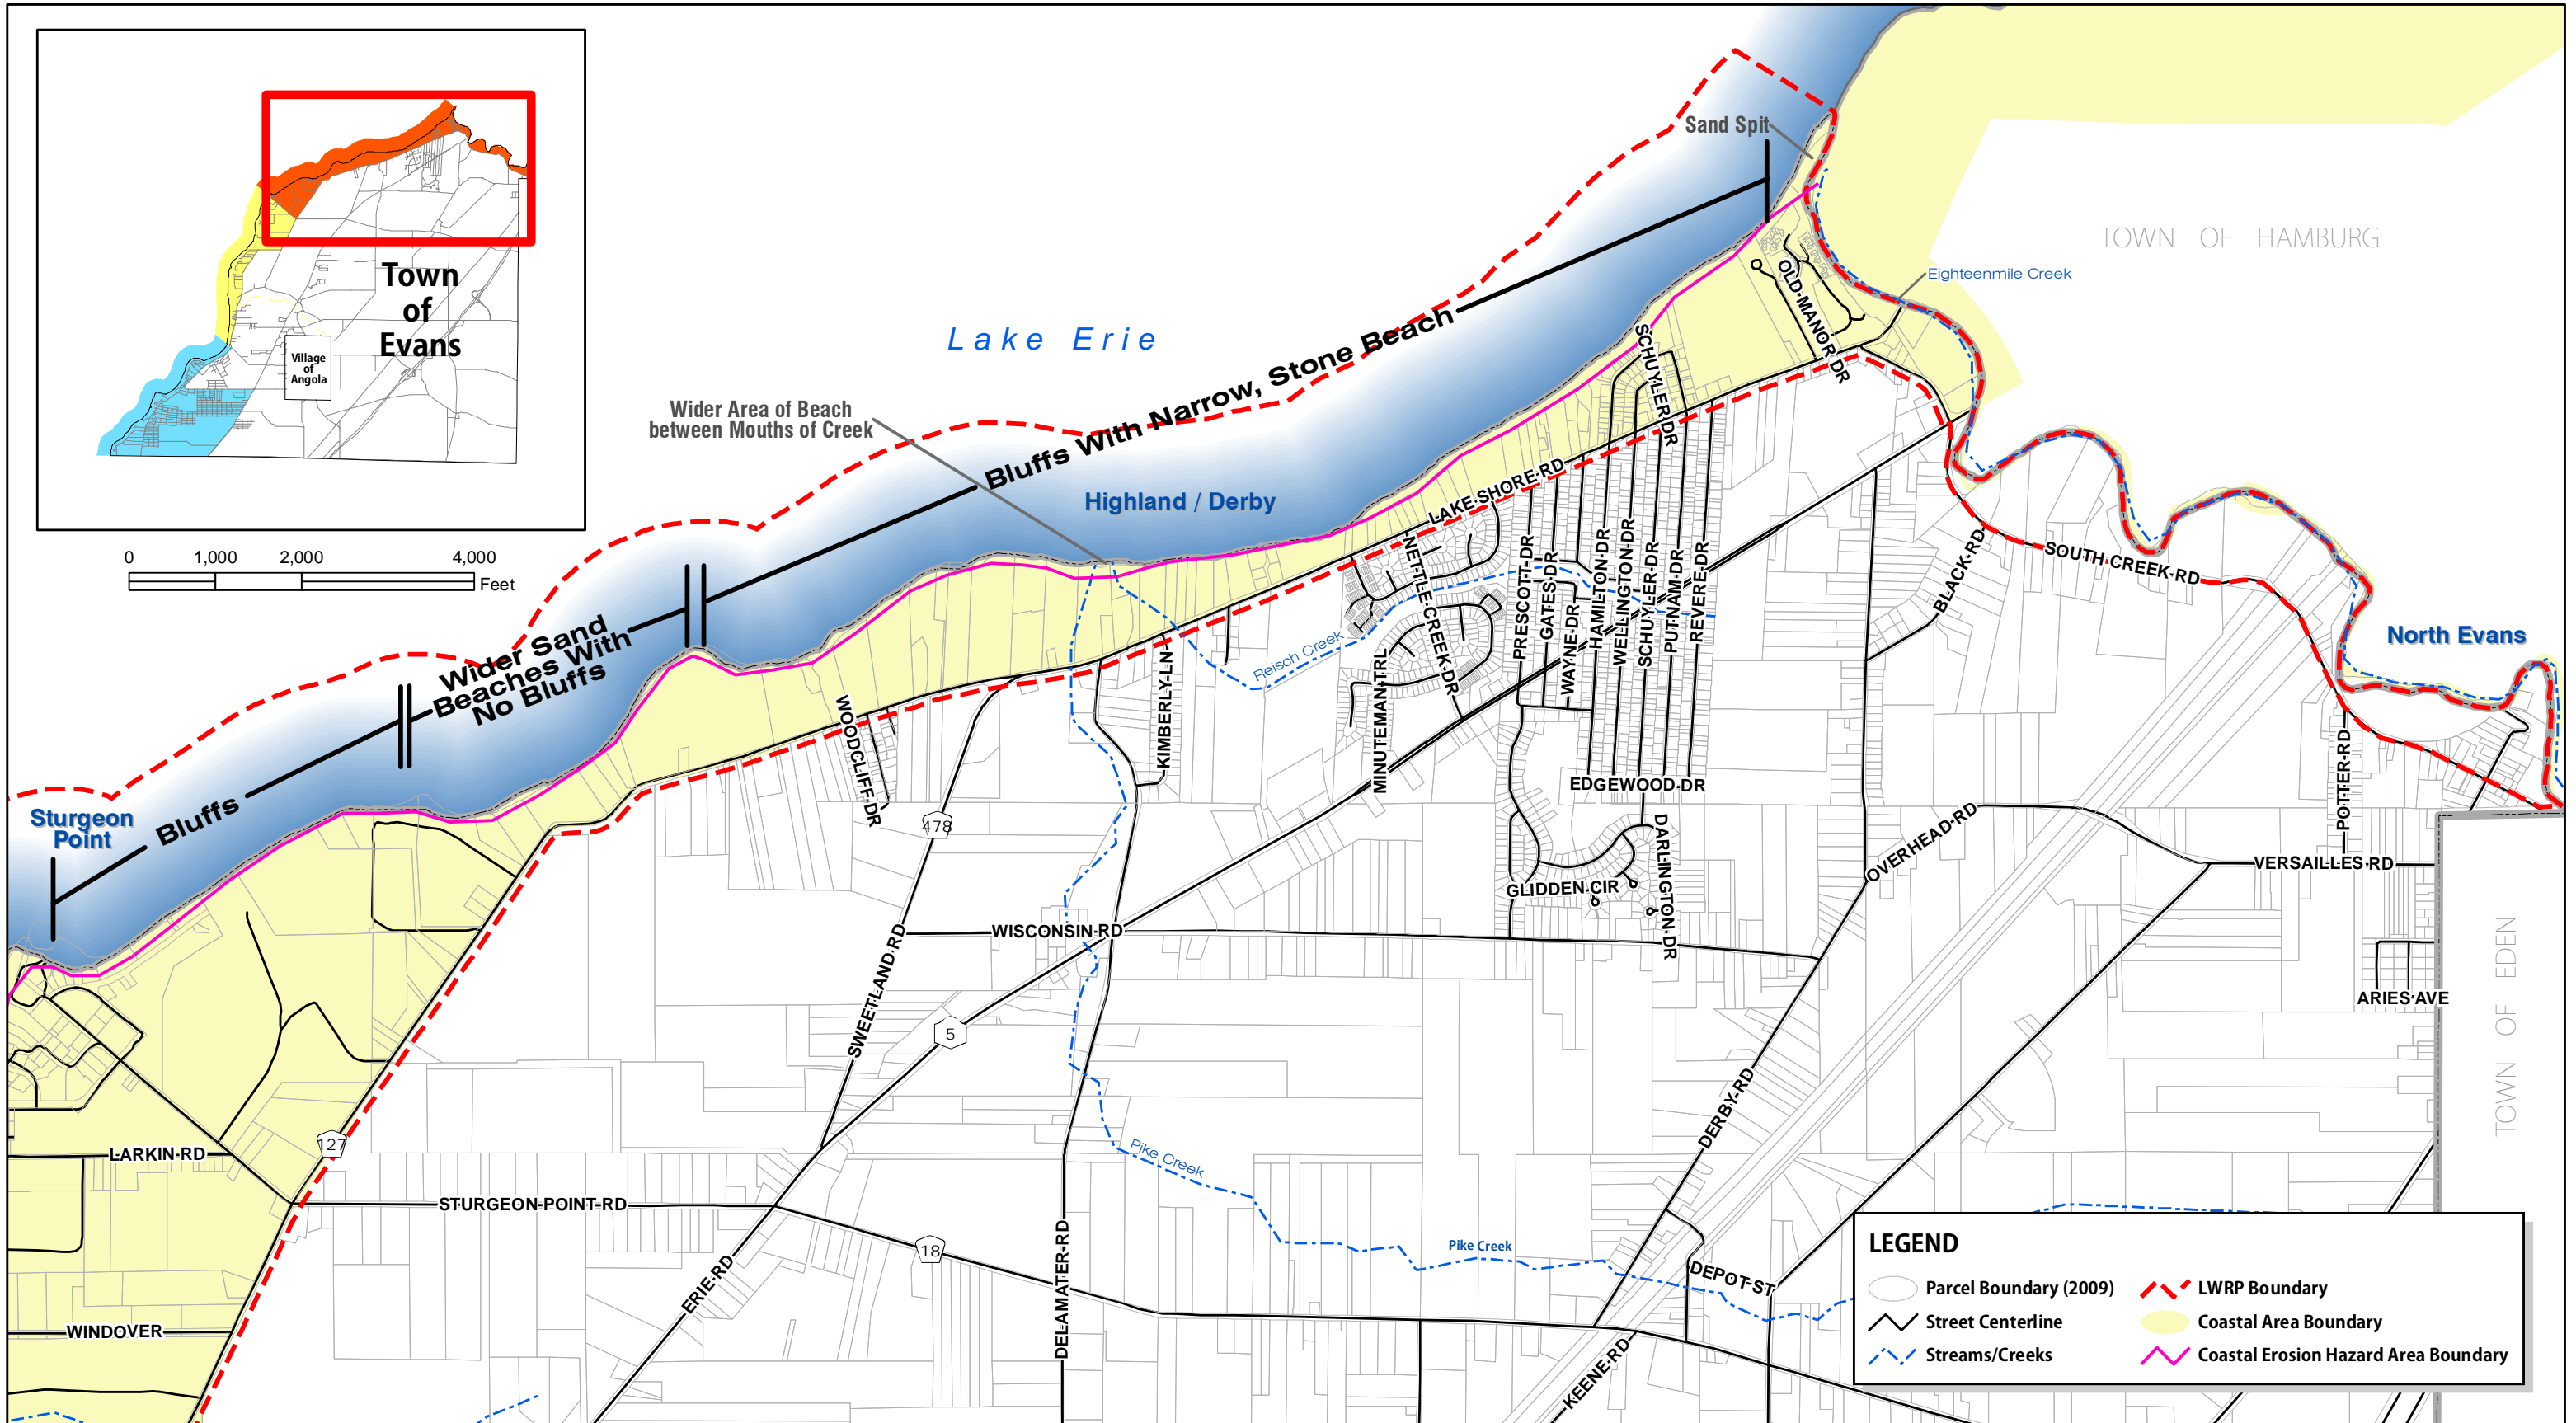 Town
of
Evans
Village
of
Angola
0 1,000 2,000 4,000
Feet
Lake Erie
Sand Spit
TOWN OF HAMBURG
Eighteenmile Creek
Wider Area of Beach
between Mouths of Creek
Bluffs With Narrow, Stone Beach
Highland / Derby
Wider Sand
Beaches With
No Bluffs
Bluffs
Sturgeon
Point
North Evans
OLD MANOR DR
SCHUYLER DR
LAKE SHORE RD
NETTLE CREEK DR
MINUTEMAN TRL
PRESCOTT DR
GATES DR
WAYNE DR
HAMILTON DR
WELLINGTON DR
SCHUYLER DR
PUTNAM DR
REVERE DR
BLACK RD
SOUTH CREEK RD
Reisch Creek
KIMBERLY LN
WOODCLIFF DR
478
EDGEWOOD DR
DARLINGTON DR
GLIDDEN CIR
OVERHEAD RD
POTTER RD
VERSAILLES RD
ARIES AVE
TOWN OF EDEN
WISCONSIN RD
SWEETLAND RD
5
DERBY RD
127
LARKIN RD
STURGEON POINT RD
Pike Creek
18
Pike Creek
ERIE RD
DELAMATER RD
DEPOT ST
KEENE RD
WINDOVER
LEGEND
Parcel Boundary (2009)
Street Centerline
Streams/Creeks
LWRP Boundary
Coastal Area Boundary
Coastal Erosion Hazard Area Boundary